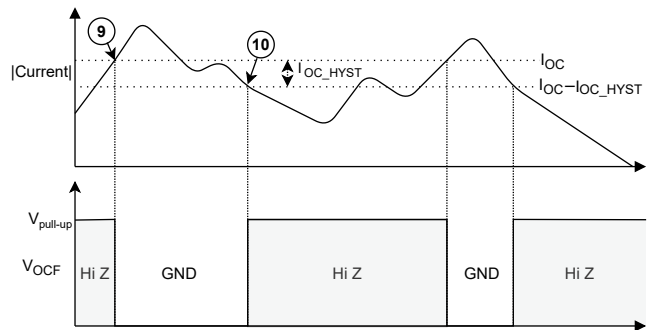 9
10
|Current|
I_OC_HYST
I_OC
I_OC–I_OC_HYST
V_pull-up
V_OCF
Hi Z
GND
Hi Z
GND
Hi Z